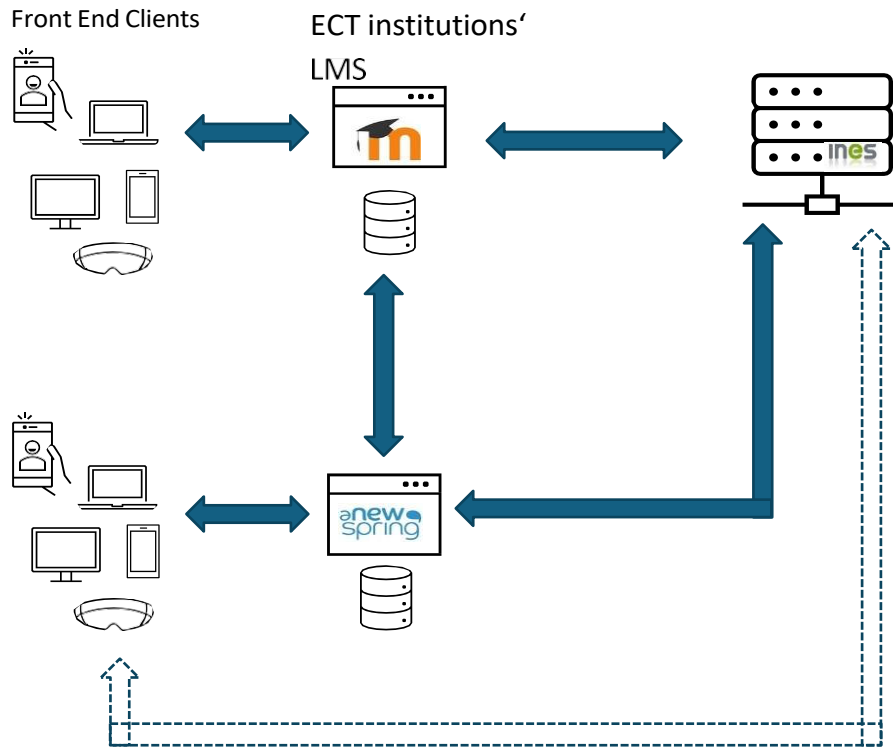 Front End Clients
ECT institutions‘
LMS
m
ines
anew
spring